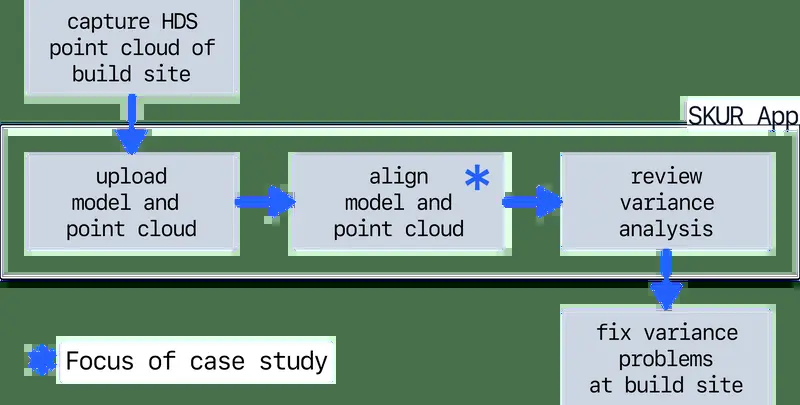 capture HDS
point cloud of
build site
SKUR App
upload
model and
point cloud
align *
model and
point cloud
review
variance
analysis
* Focus of case study
fix variance
problems
at build site